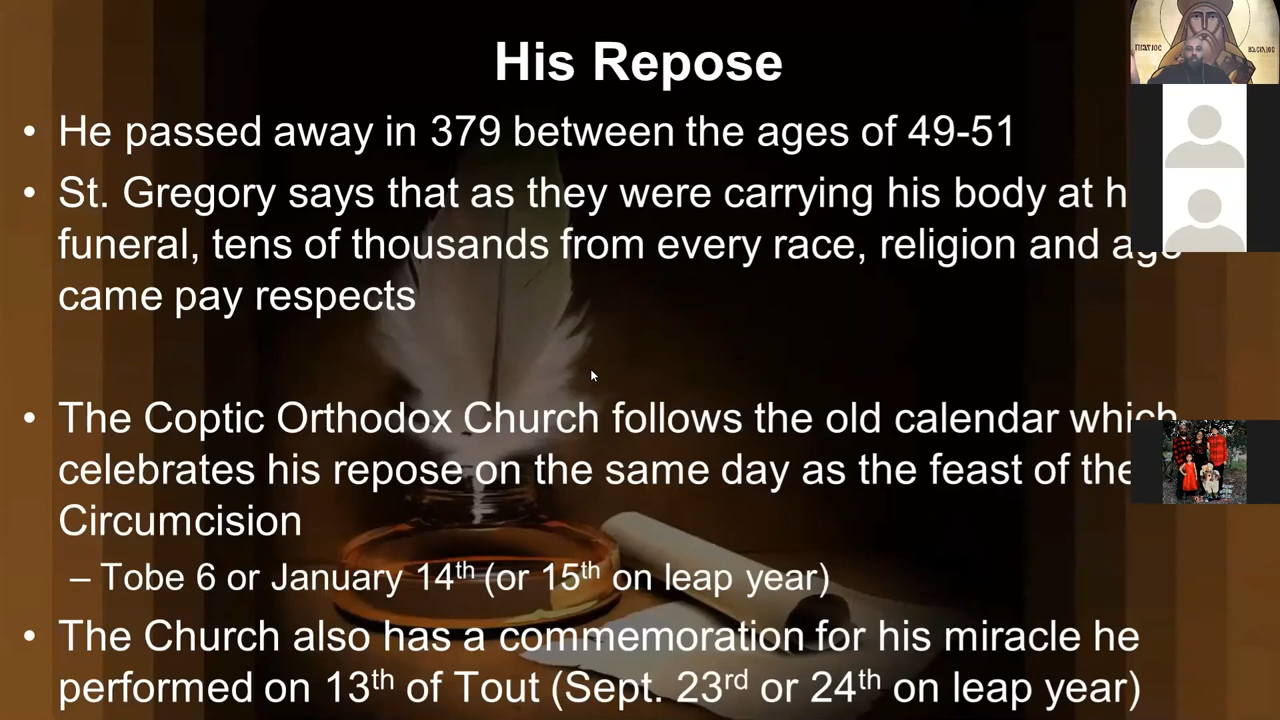 His Repose
• He passed away in 379 between the ages of 49-51
• St. Gregory says that as they were carrying his body at h
funeral, tens of thousands from every race, religion and age
came pay respects
• The Coptic Orthodox Church follows the old calendar which
celebrates his repose on the same day as the feast of the
Circumcision
– Tobe 6 or January 14th (or 15th on leap year)
• The Church also has a commemoration for his miracle he
performed on 13th of Tout (Sept. 23rd or 24th on leap year)